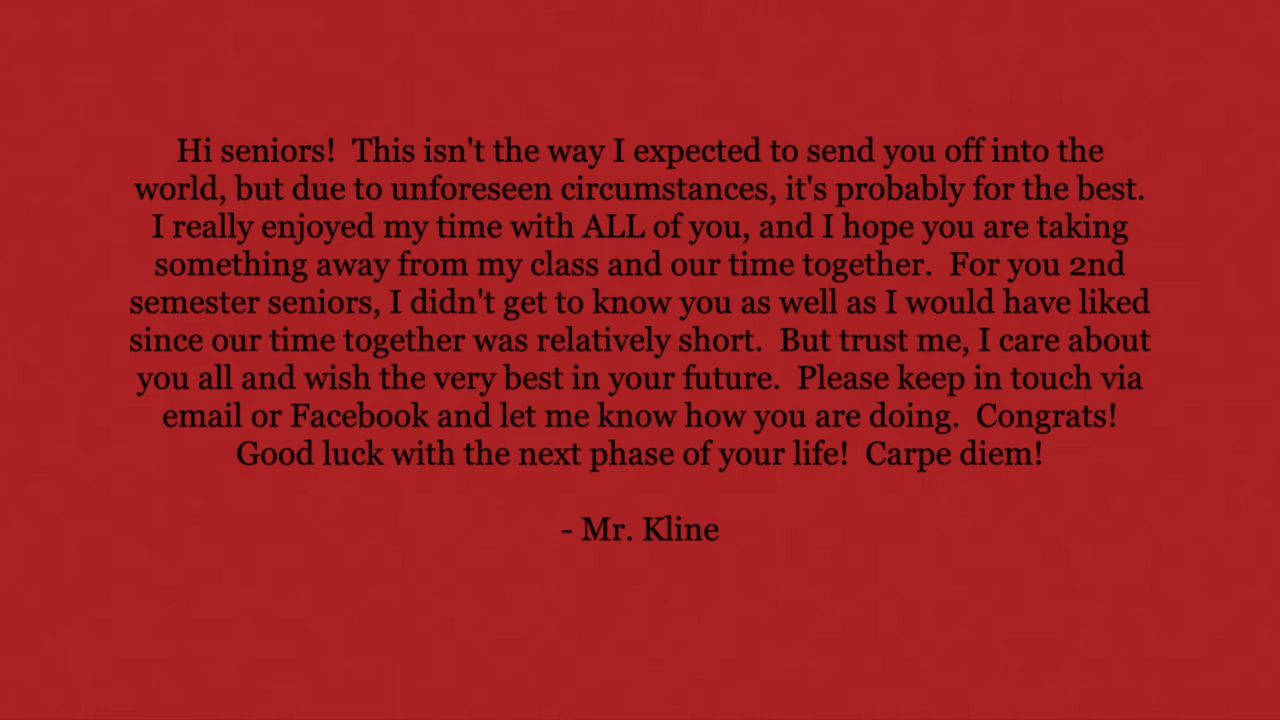 Hi seniors!  This isn't the way I expected to send you off into the
world, but due to unforeseen circumstances, it's probably for the best.
I really enjoyed my time with ALL of you, and I hope you are taking
something away from my class and our time together.  For you 2nd
semester seniors, I didn't get to know you as well as I would have liked
since our time together was relatively short.  But trust me, I care about
you all and wish the very best in your future.  Please keep in touch via
email or Facebook and let me know how you are doing.  Congrats!
Good luck with the next phase of your life!  Carpe diem!
- Mr. Kline